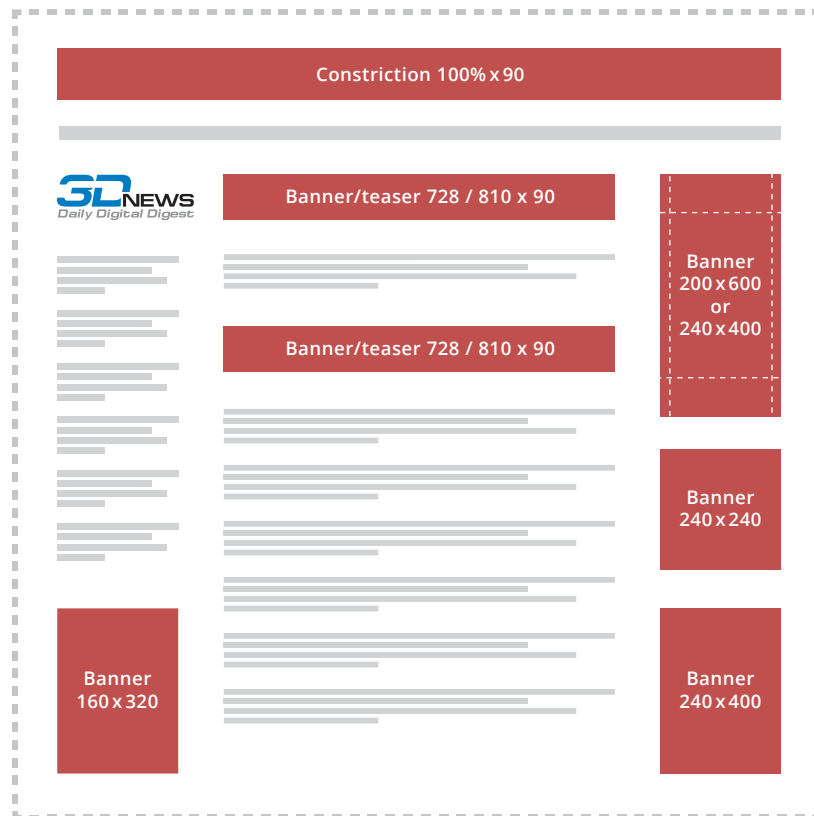 Constriction 100% x 90
3DNEWS
Daily Digital Digest
Banner/teaser 728 / 810 x 90
Banner/teaser 728 / 810 x 90
Banner
200 x 600
or
240 x 400
Banner
240 x 240
Banner
160 x 320
Banner
240 x 400